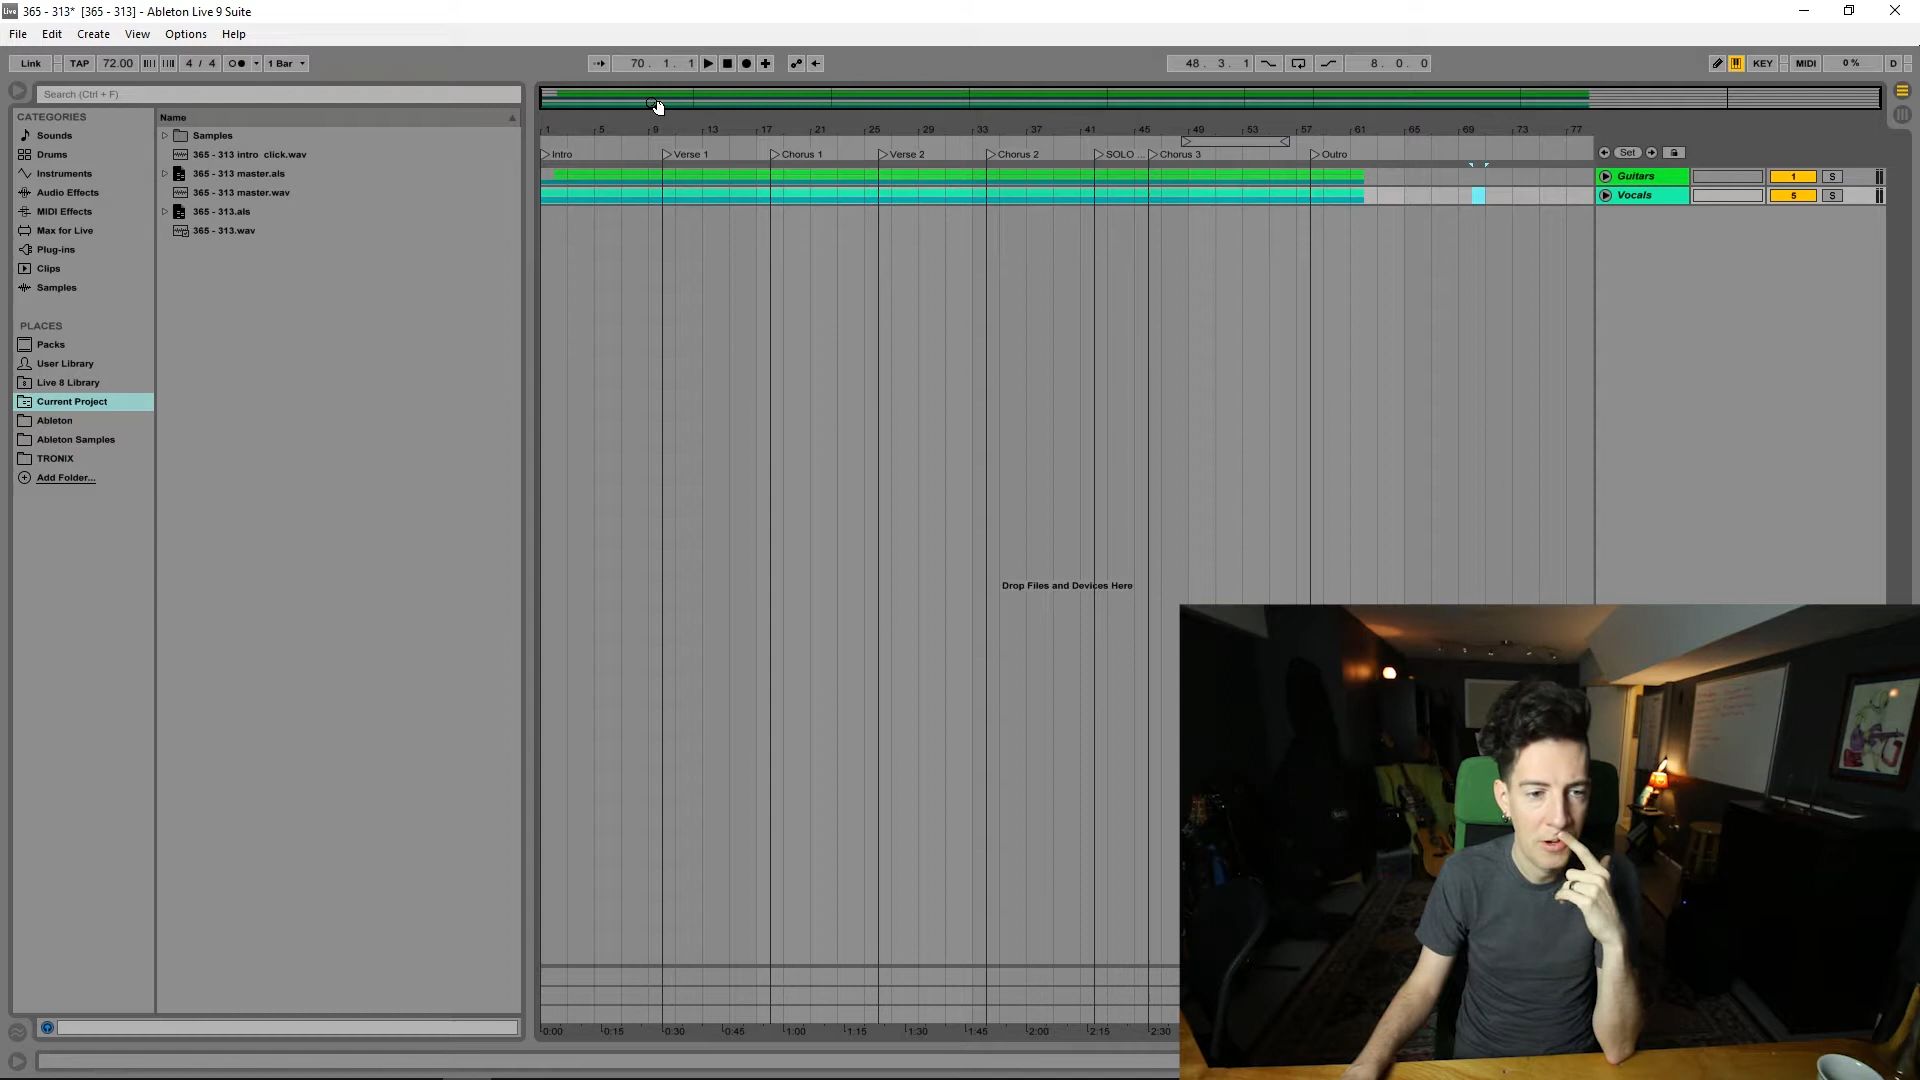 365 - 313*  [365 - 313] - Ableton Live 9 Suite
File Edit Create View Options Help
Link TAP 72.00 4 / 4 1 Bar 70 . 1 . 1 48 . 3 . 1 8 . 0 . 0 KEY MIDI 0 % D
Search (Ctrl + F)
CATEGORIES
Sounds
Drums
Instruments
Audio Effects
MIDI Effects
Max for Live
Plug-ins
Clips
Samples
PLACES
Packs
User Library
Live 8 Library
Current Project
Ableton
Ableton Samples
TRONIX
Add Folder...
Name
Samples
365 - 313 intro  click.wav
365 - 313 master.als
365 - 313 master.wav
365 - 313.als
365 - 313.wav
1 5 9 13 17 21 25 29 33 37 41 45 49 53 57 61 65 69 73 77
Intro Verse 1 Chorus 1 Verse 2 Chorus 2 SOLO ... Chorus 3 Outro
Set
Guitars 1 S
Vocals 5 S
Drop Files and Devices Here
0:00 0:15 0:30 0:45 1:00 1:15 1:30 1:45 2:00 2:15 2:30